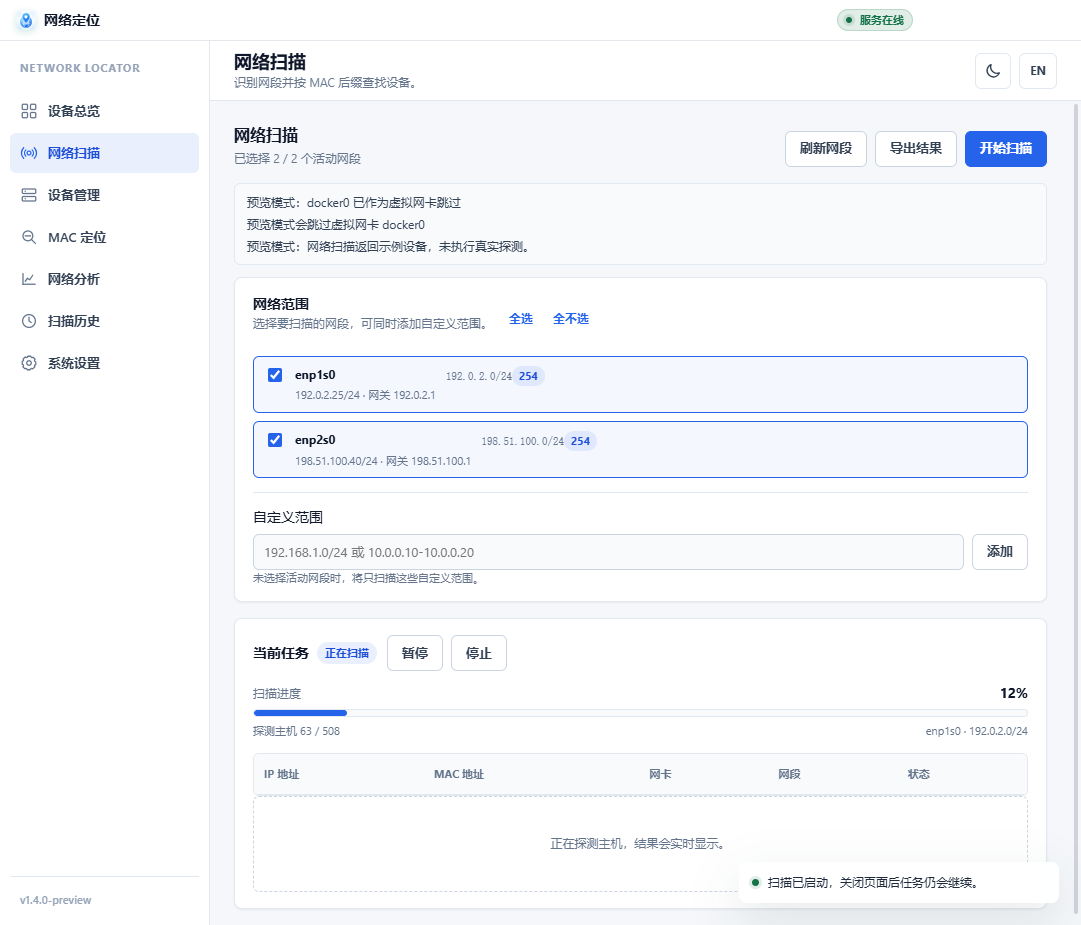 网络定位
服务在线
NETWORK LOCATOR
设备总览
网络扫描
设备管理
MAC 定位
网络分析
扫描历史
系统设置
v1.4.0-preview
网络扫描
识别网段并按 MAC 后缀查找设备。
EN
网络扫描
已选择 2 / 2 个活动网段
刷新网段
导出结果
开始扫描
预览模式：docker0 已作为虚拟网卡跳过
预览模式会跳过虚拟网卡 docker0
预览模式：网络扫描返回示例设备，未执行真实探测。
网络范围
选择要扫描的网段，可同时添加自定义范围。
全选
全不选
enp1s0
192.0.2.0/24 254
192.0.2.25/24 · 网关 192.0.2.1
enp2s0
198.51.100.0/24 254
198.51.100.40/24 · 网关 198.51.100.1
自定义范围
192.168.1.0/24 或 10.0.0.10-10.0.0.20
添加
未选择活动网段时，将只扫描这些自定义范围。
当前任务
正在扫描
暂停
停止
扫描进度
12%
探测主机 63 / 508
enp1s0 · 192.0.2.0/24
IP 地址
MAC 地址
网卡
网段
状态
正在探测主机，结果会实时显示。
扫描已启动，关闭页面后任务仍会继续。